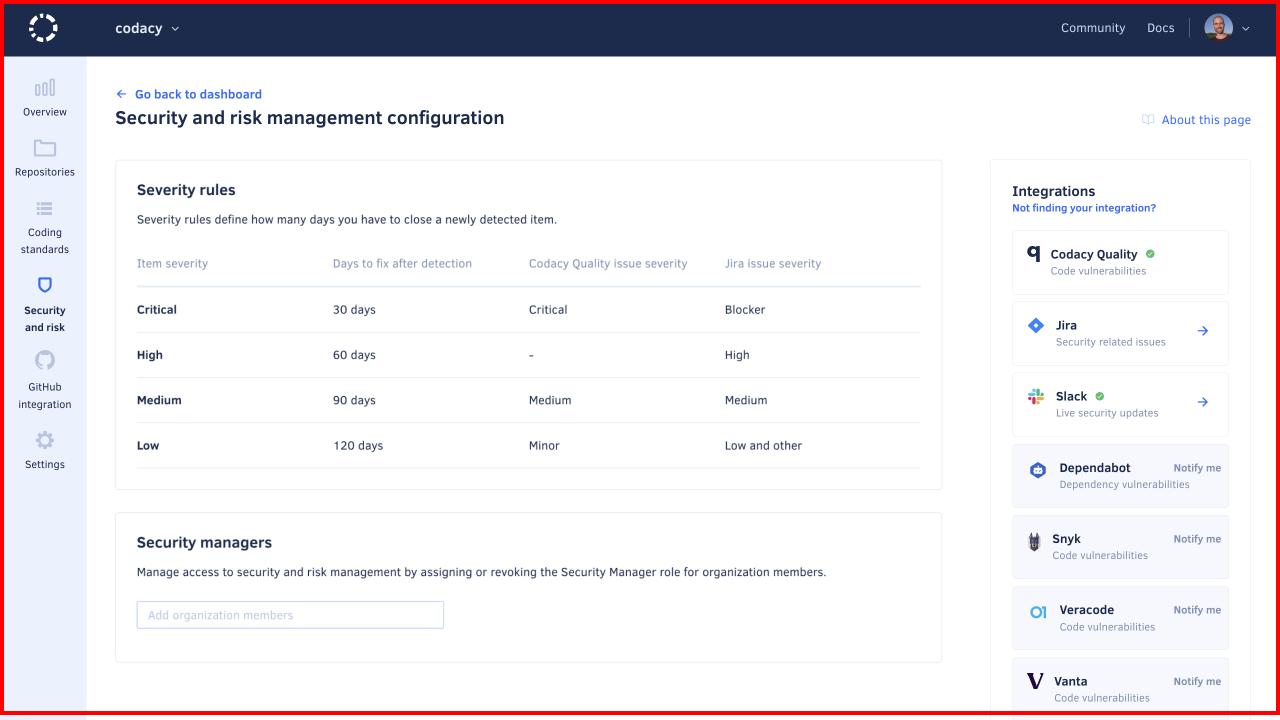 codacy
Community Docs
Overview
Repositories
Coding
standards
Security
and risk
GitHub
integration
Settings
Go back to dashboard
Security and risk management configuration
About this page
Severity rules
Severity rules define how many days you have to close a newly detected item.
Item severity Days to fix after detection Codacy Quality issue severity Jira issue severity
Critical 30 days Critical Blocker
High 60 days - High
Medium 90 days Medium Medium
Low 120 days Minor Low and other
Security managers
Manage access to security and risk management by assigning or revoking the Security Manager role for organization members.
Add organization members
Integrations
Not finding your integration?
Codacy Quality
Code vulnerabilities
Jira
Security related issues
Slack
Live security updates
Dependabot Notify me
Dependency vulnerabilities
Snyk Notify me
Code vulnerabilities
Veracode Notify me
Code vulnerabilities
Vanta Notify me
Code vulnerabilities